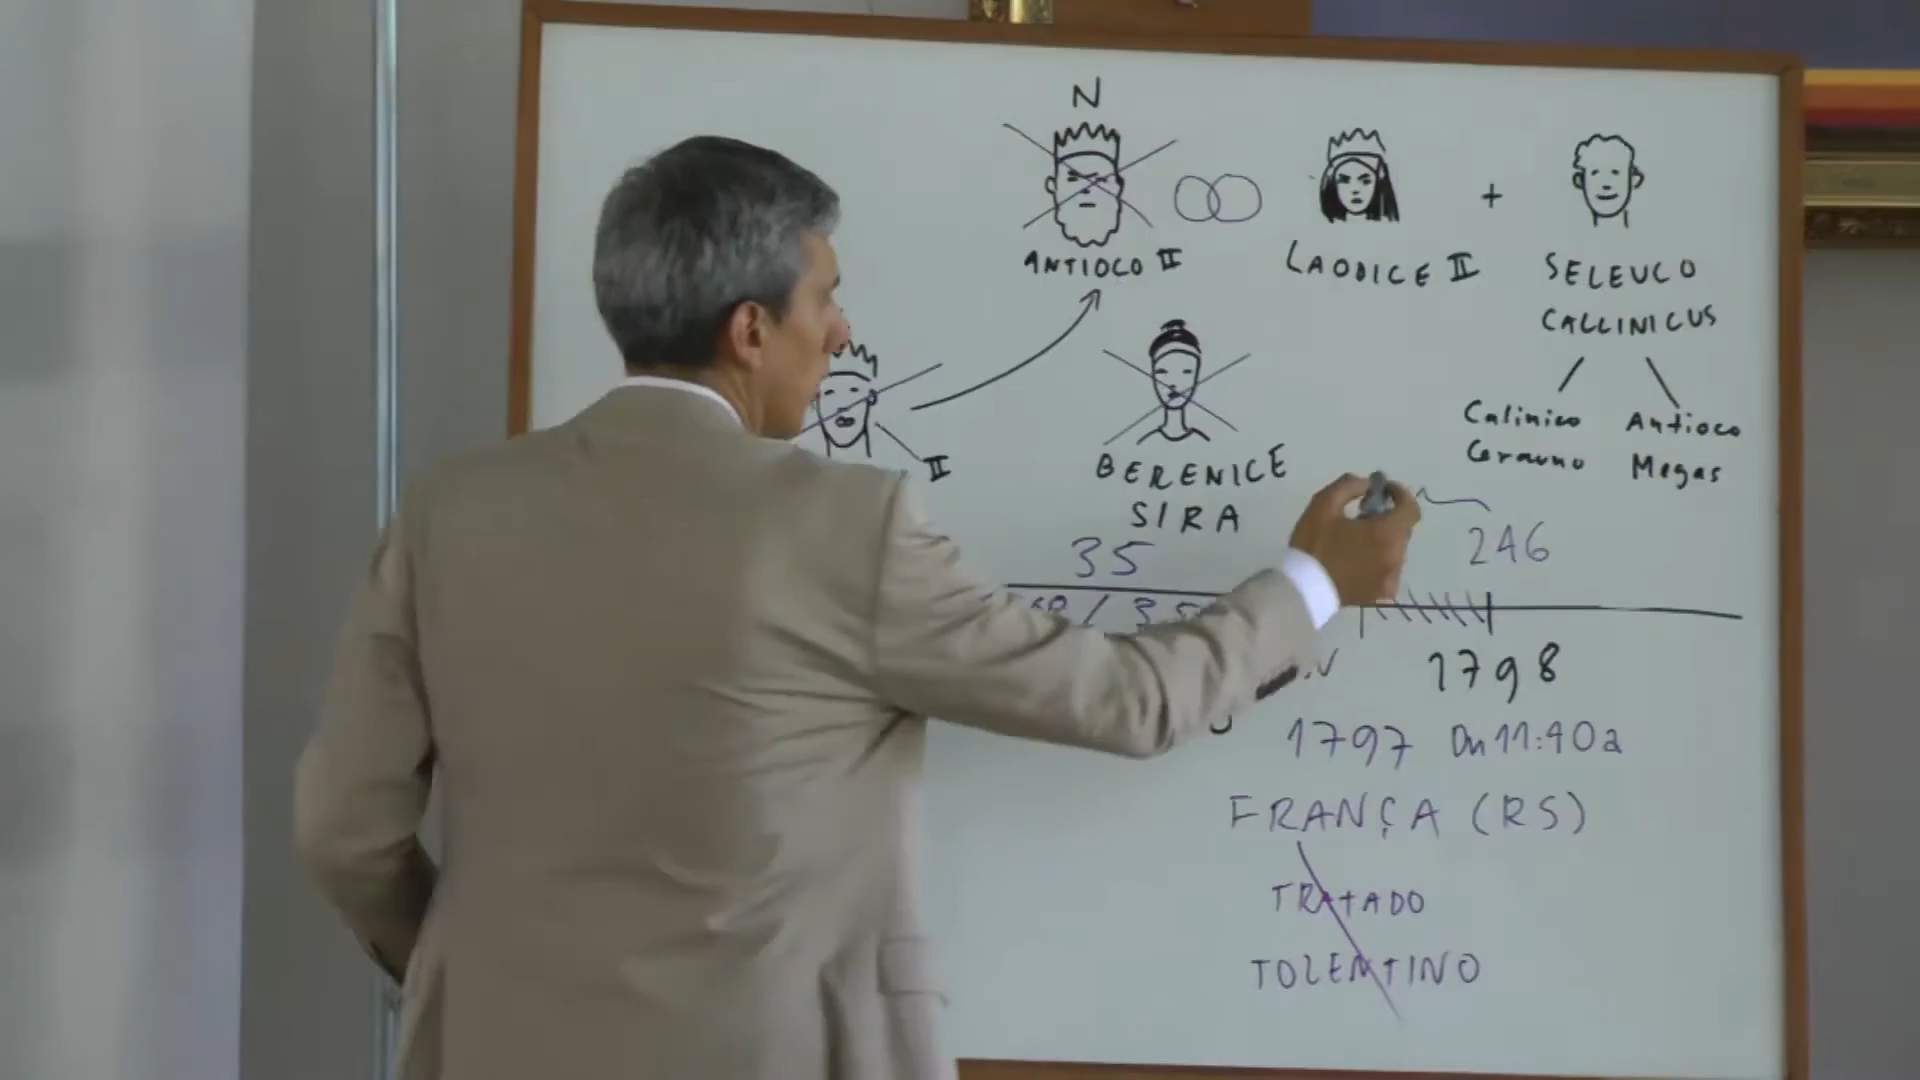 N
ANTIOCO II
LAODICE II
+
SELEUCO
CALLINICUS
Calinico
Cerauno
Antioco
Megas
II
BERENICE
SIRA
35
246
1798
1797 Dn 11:40a
FRANÇA (RS)
TRATADO
TOLENTINO